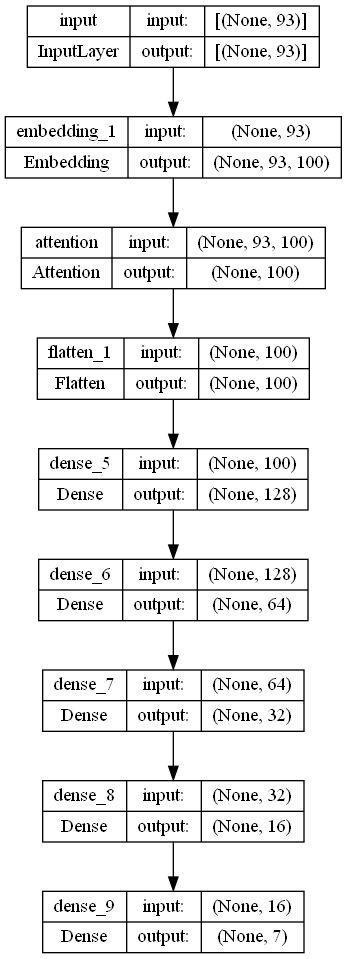 input input: [(None, 93)]
InputLayer output: [(None, 93)]
embedding_1 input: (None, 93)
Embedding output: (None, 93, 100)
attention input: (None, 93, 100)
Attention output: (None, 100)
flatten_1 input: (None, 100)
Flatten output: (None, 100)
dense_5 input: (None, 100)
Dense output: (None, 128)
dense_6 input: (None, 128)
Dense output: (None, 64)
dense_7 input: (None, 64)
Dense output: (None, 32)
dense_8 input: (None, 32)
Dense output: (None, 16)
dense_9 input: (None, 16)
Dense output: (None, 7)